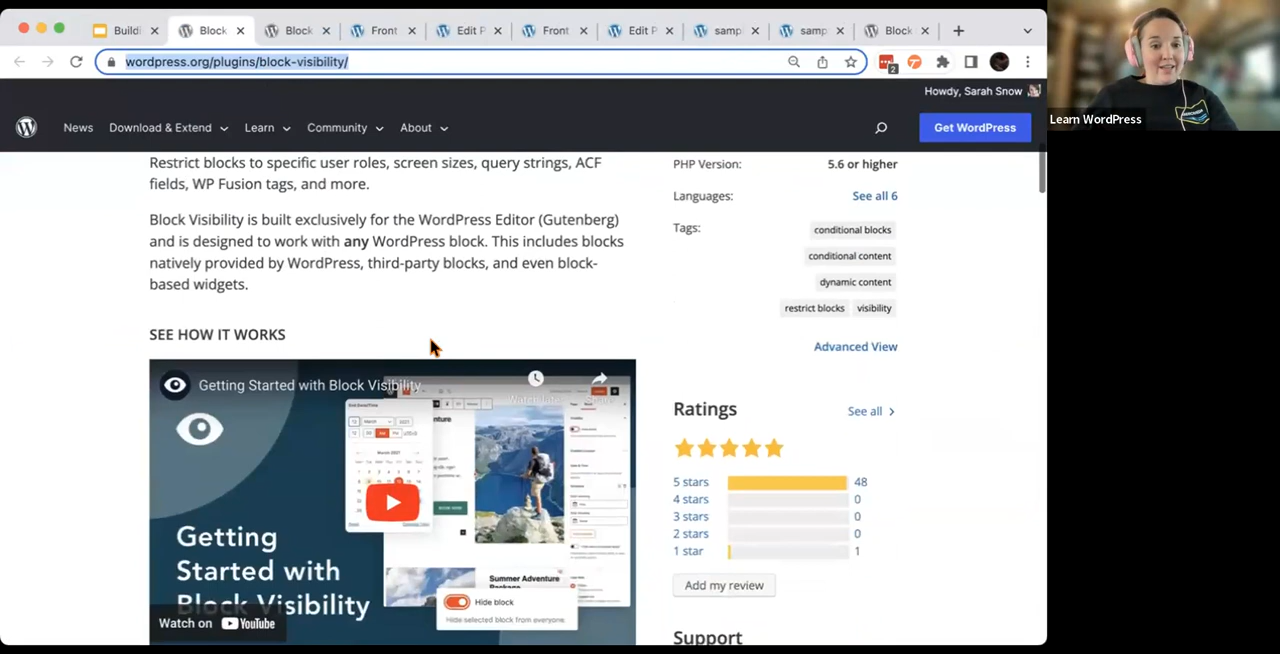 Buildi
Block
Block
Front
Edit P
Front
Edit P
samp
samp
Block
wordpress.org/plugins/block-visibility/
2
Howdy, Sarah Snow
News
Download & Extend
Learn
Community
About
Get WordPress
Learn WordPress
Restrict blocks to specific user roles, screen sizes, query strings, ACF
fields, WP Fusion tags, and more.
Block Visibility is built exclusively for the WordPress Editor (Gutenberg)
and is designed to work with any WordPress block. This includes blocks
natively provided by WordPress, third-party blocks, and even block-
based widgets.
SEE HOW IT WORKS
Getting Started with Block Visibility
Getting
Started with
Block Visibility
Summer Adventure
Package
Hide block
Hide selected block from everyone.
Watch on YouTube
PHP Version: 5.6 or higher
Languages: See all 6
Tags: conditional blocks
conditional content
dynamic content
restrict blocks visibility
Advanced View
Ratings See all
5 stars 48
4 stars 0
3 stars 0
2 stars 0
1 star 1
Add my review
Support